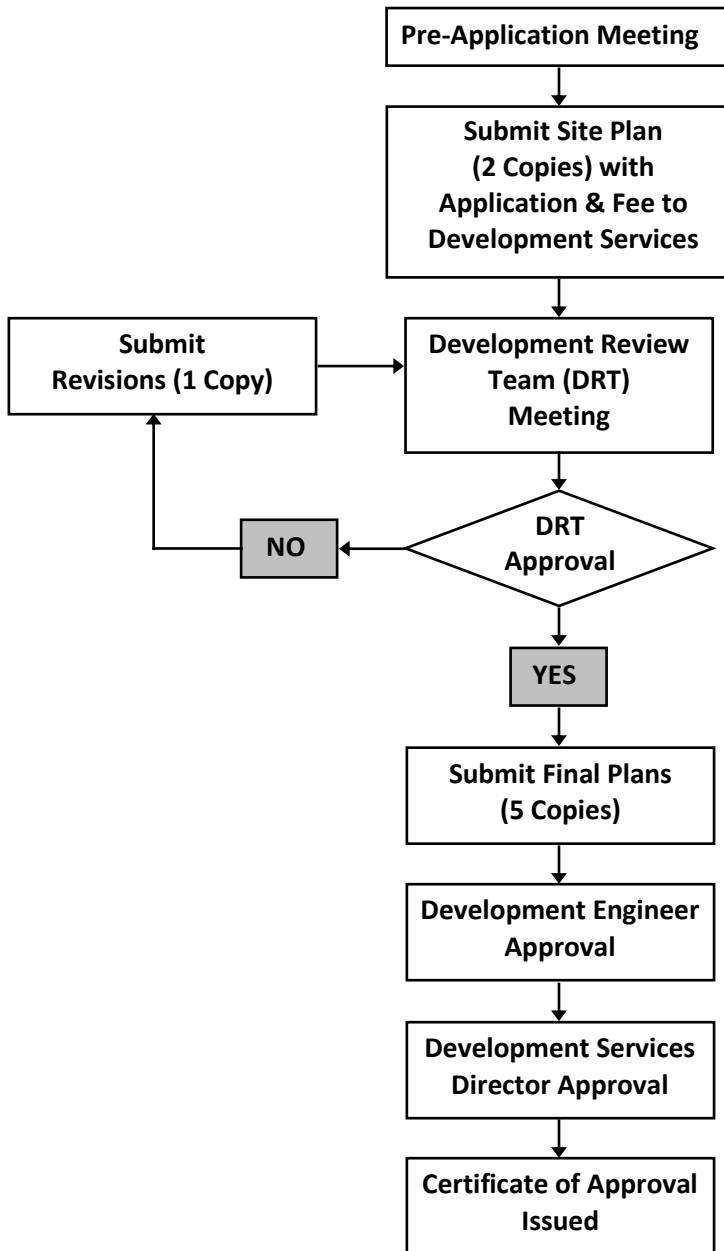 Pre-Application Meeting
Submit Site Plan
(2 Copies) with
Application & Fee to
Development Services
Submit
Revisions (1 Copy)
Development Review
Team (DRT)
Meeting
DRT
Approval
NO
YES
Submit Final Plans
(5 Copies)
Development Engineer
Approval
Development Services
Director Approval
Certificate of Approval
Issued